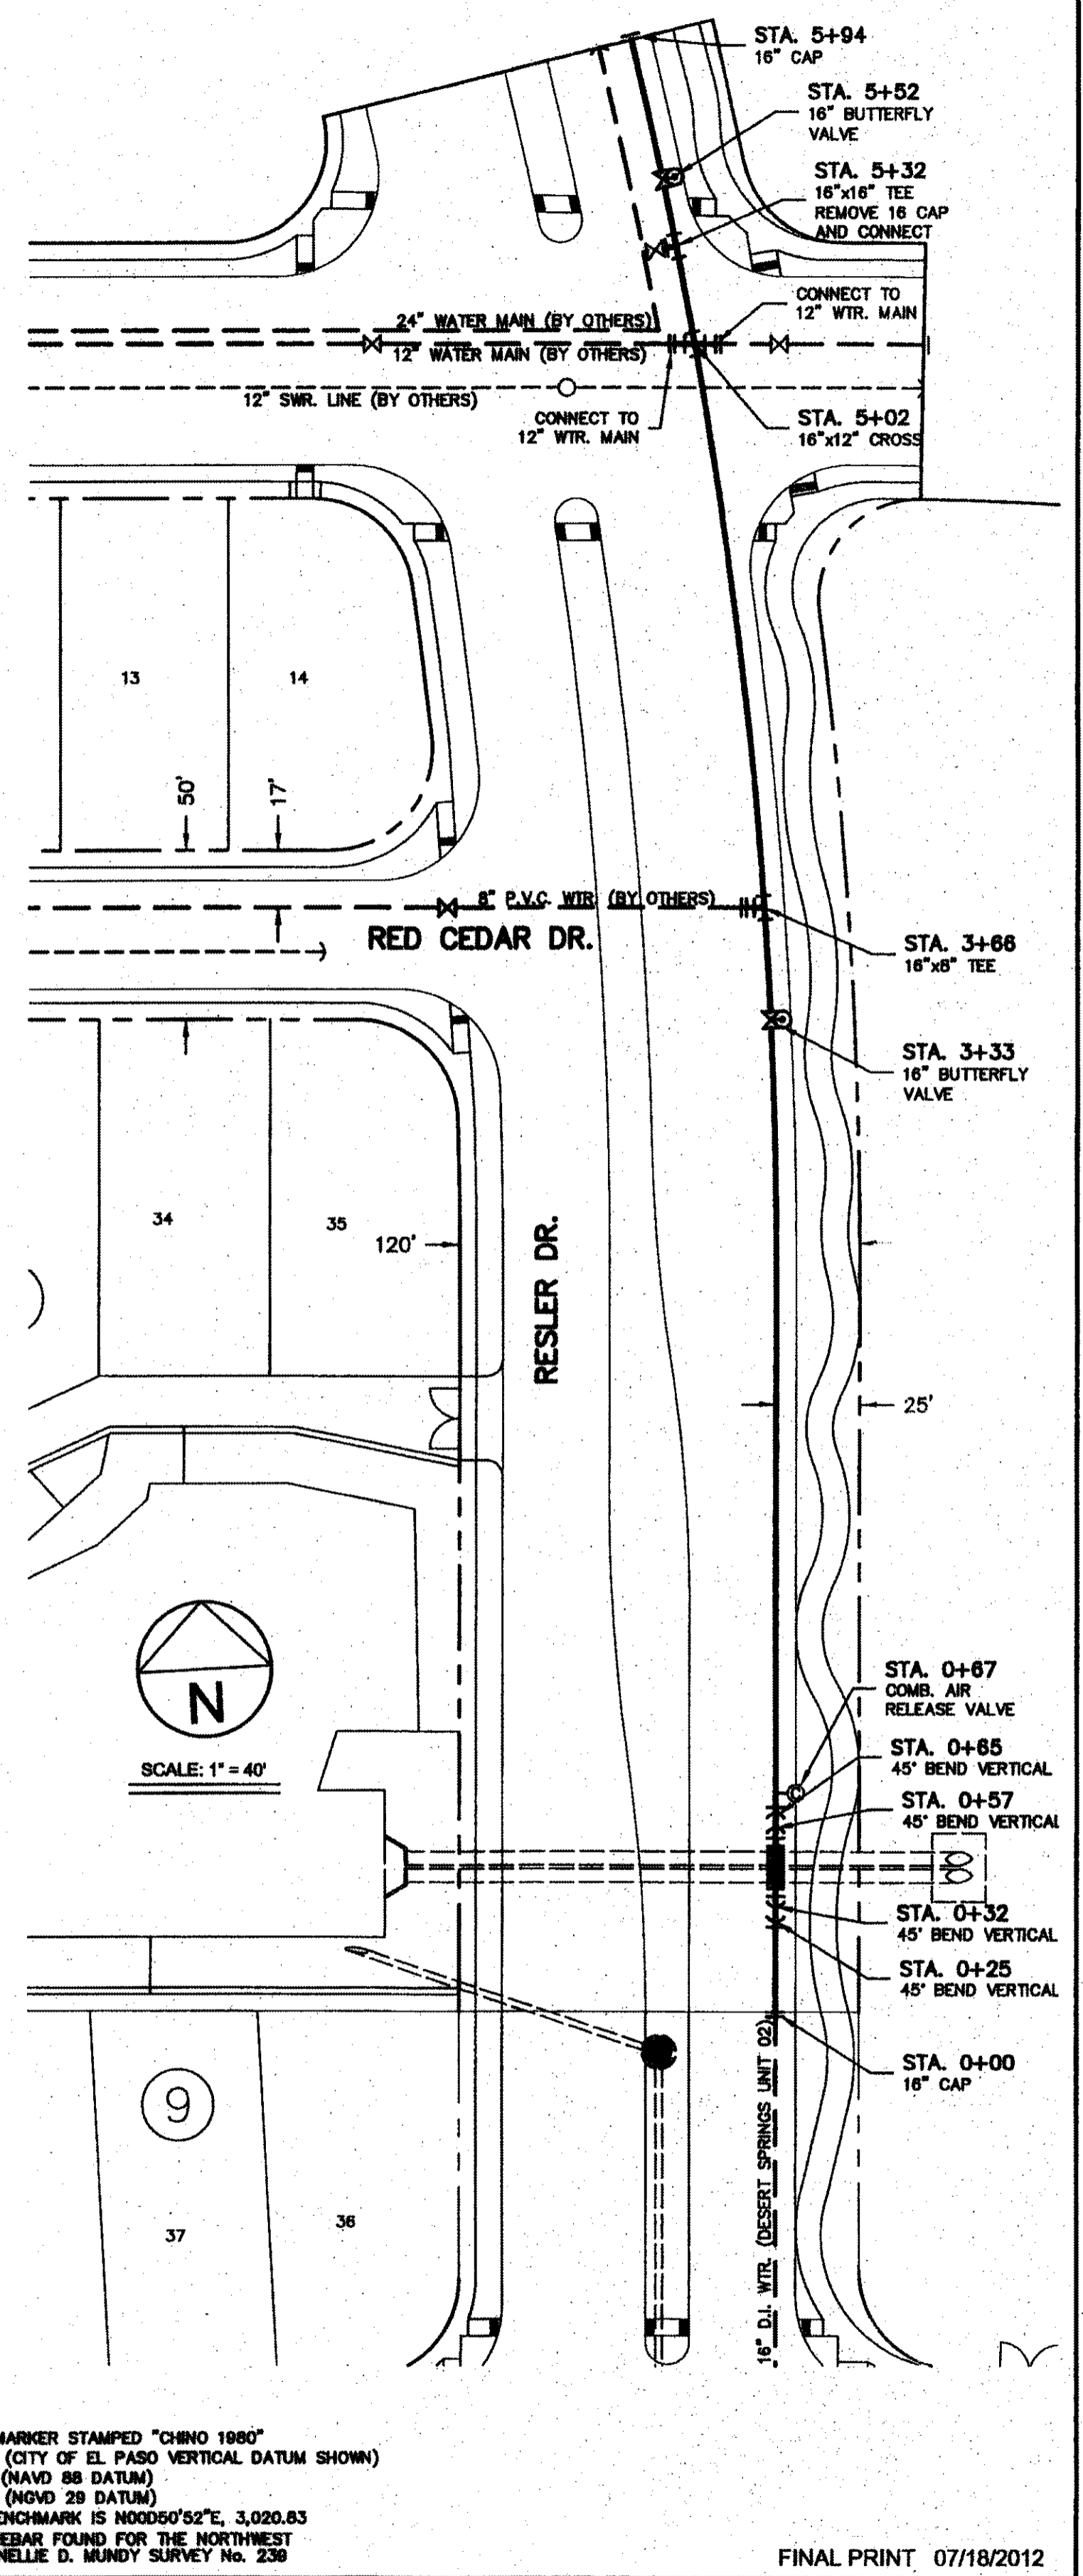 STA. 5+94
16" CAP
STA. 5+52
16" BUTTERFLY
VALVE
STA. 5+32
16"x16" TEE
REMOVE 16 CAP
AND CONNECT
CONNECT TO
12" WTR. MAIN
24" WATER MAIN (BY OTHERS)
12" WATER MAIN (BY OTHERS)
12" SWR. LINE (BY OTHERS)
CONNECT TO
12" WTR. MAIN
STA. 5+02
16"x12" CROSS
13
14
50'
17'
8" P.V.C. WTR (BY OTHERS)
RED CEDAR DR.
STA. 3+66
16"x8" TEE
STA. 3+33
16" BUTTERFLY
VALVE
34
35
120'
RESLER DR.
25'
N
SCALE: 1" = 40'
STA. 0+67
COMB. AIR
RELEASE VALVE
STA. 0+65
45° BEND VERTICAL
STA. 0+57
45° BEND VERTICAL
STA. 0+32
45° BEND VERTICAL
STA. 0+25
45° BEND VERTICAL
STA. 0+00
16" CAP
16" D.I. WTR. (DESERT SPRINGS UNIT 02)
9
37
36
MARKER STAMPED "CHINO 1980"
(CITY OF EL PASO VERTICAL DATUM SHOWN)
(NAVD 88 DATUM)
(NGVD 29 DATUM)
ENCHMARK IS N00D50'52"E, 3,020.83
EBAR FOUND FOR THE NORTHWEST
NELLIE D. MUNDY SURVEY No. 239
FINAL PRINT 07/18/2012